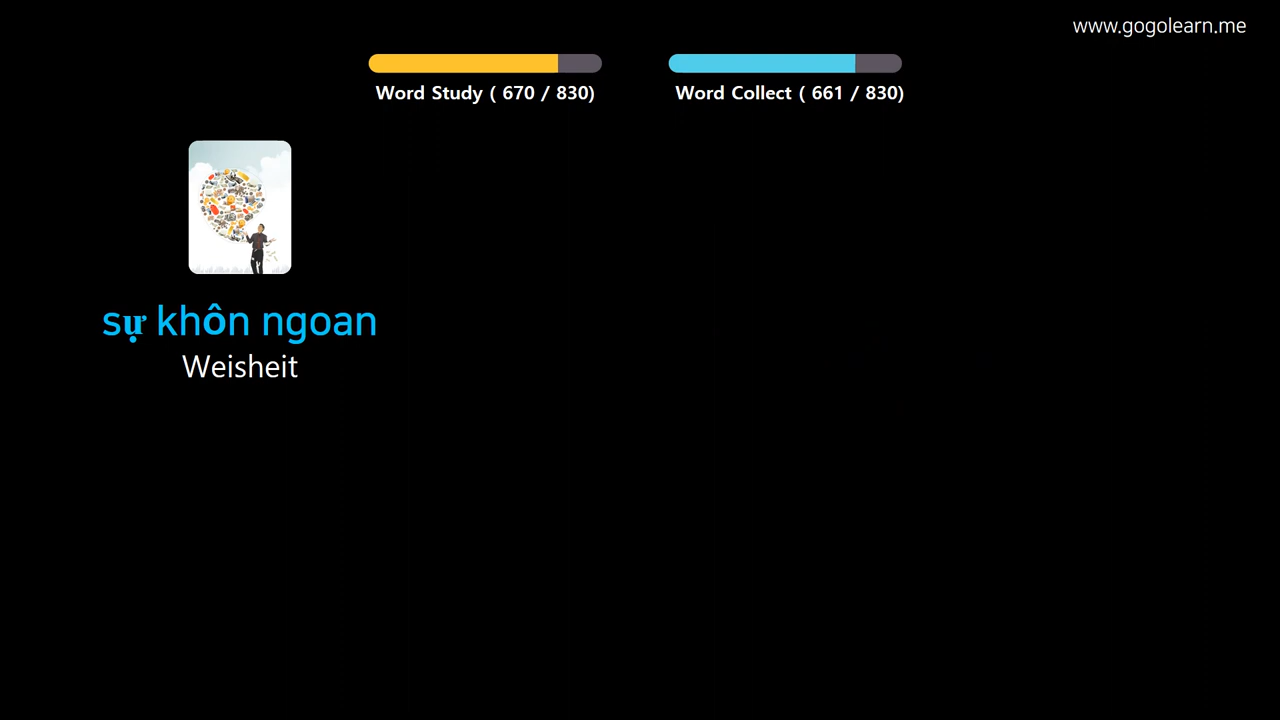 www.gogolearn.me
Word Study ( 670 / 830)
Word Collect ( 661 / 830)
sự khôn ngoan
Weisheit